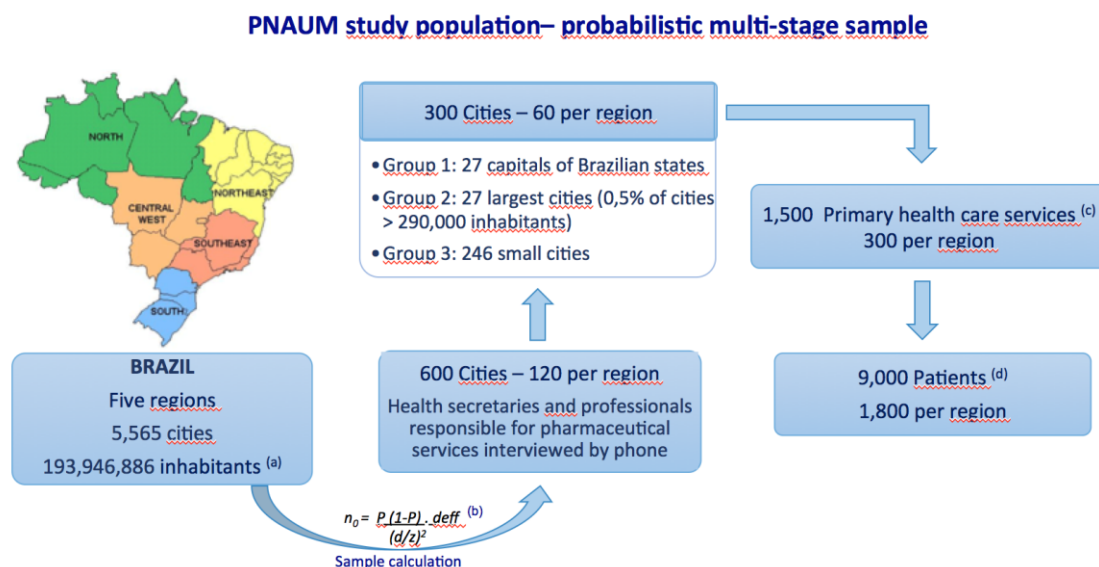 PNAUM study population– probabilistic multi-stage sample
NORTH
NORTHEAST
CENTRAL
WEST
SOUTHEAST
SOUTH
BRAZIL
Five regions
5,565 cities
193,946,886 inhabitants (a)
n0 = P (1-P) . deff (b)
(d/z)2
Sample calculation
600 Cities – 120 per region
Health secretaries and professionals
responsible for pharmaceutical
services interviewed by phone
300 Cities – 60 per region
• Group 1: 27 capitals of Brazilian states
• Group 2: 27 largest cities (0,5% of cities
> 290,000 inhabitants)
• Group 3: 246 small cities
1,500 Primary health care services (c)
300 per region
9,000 Patients (d)
1,800 per region